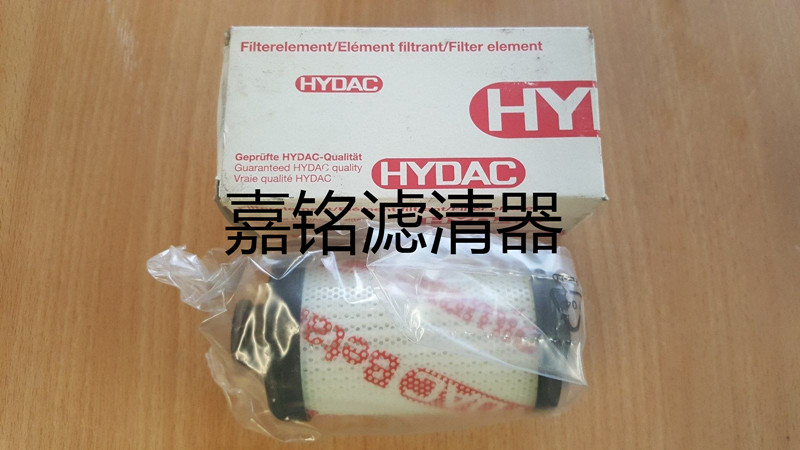 Filterelement/Elément filtrant/Filter element
HYDAC
HYD
Geprüfte HYDAC-Qualität
Guaranteed HYDAC quality
Vraie qualité HYDAC
HYDAC
嘉铭滤清器